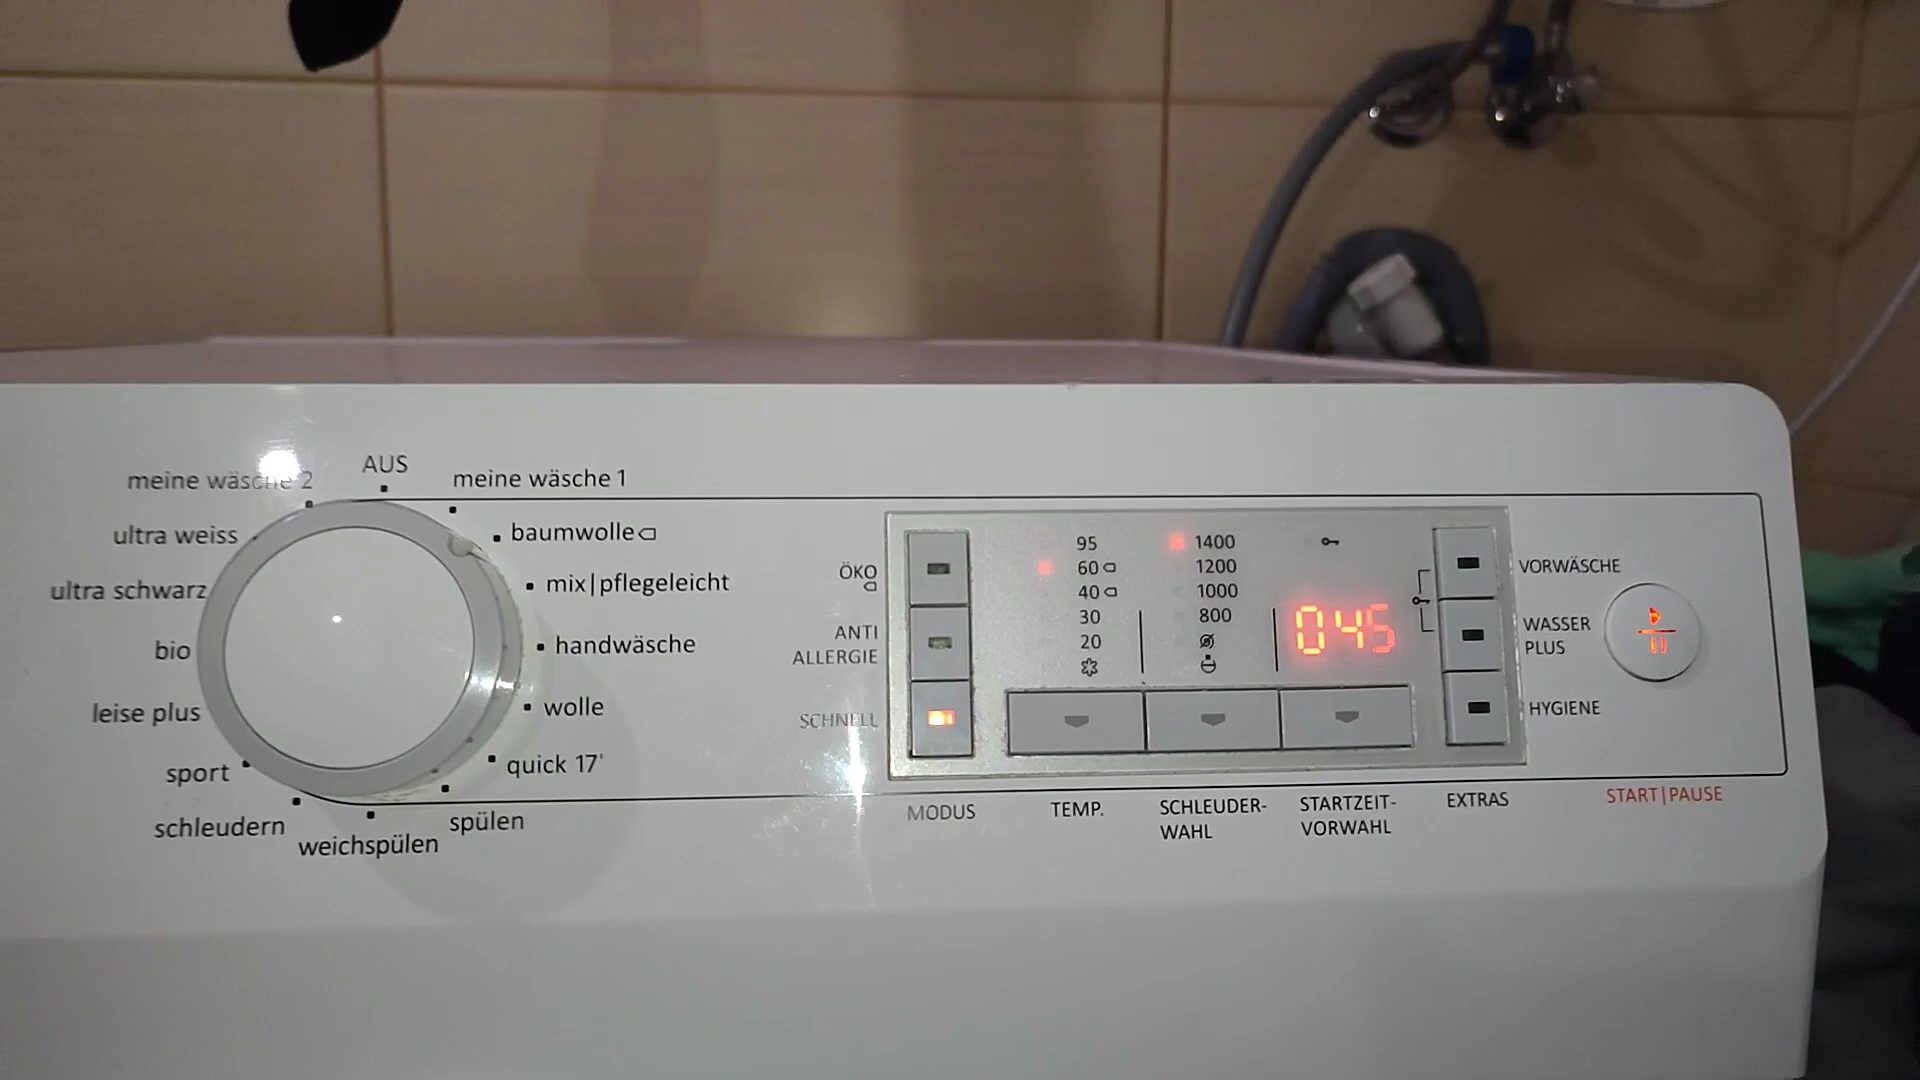 AUS
meine wäsche 2
meine wäsche 1
ultra weiss
baumwolle
ultra schwarz
mix|pflegeleicht
bio
handwäsche
leise plus
wolle
sport
quick 17'
schleudern
weichspülen
spülen
ÖKO
ANTI
ALLERGIE
SCHNELL
MODUS
95
60
40
30
20
TEMP.
1400
1200
1000
800
SCHLEUDER-
WAHL
045
STARTZEIT-
VORWAHL
VORWÄSCHE
WASSER
PLUS
HYGIENE
EXTRAS
START|PAUSE